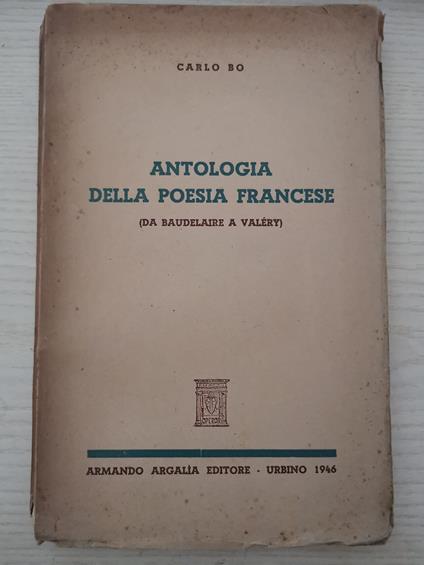 CARLO BO
ANTOLOGIA
DELLA POESIA FRANCESE
(DA BAUDELAIRE A VALÉRY)
ARMANDO ARGALÌA EDITORE - URBINO 1946